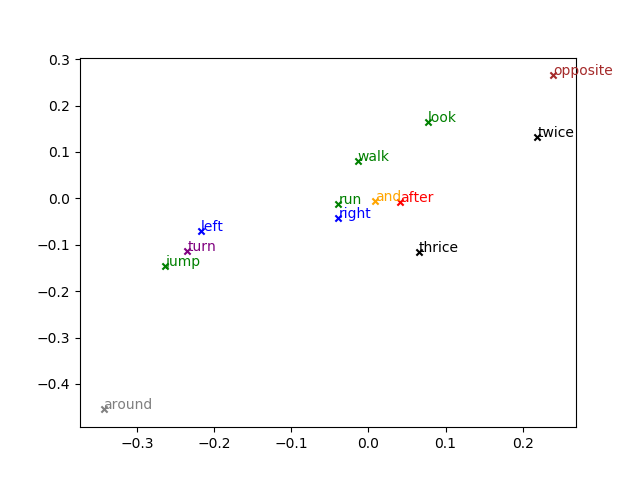 0.3
opposite
0.2
look
twice
0.1
walk
0.0
run
and
after
right
left
−0.1
turn
thrice
jump
−0.2
−0.3
−0.4
around
−0.3
−0.2
−0.1
0.0
0.1
0.2